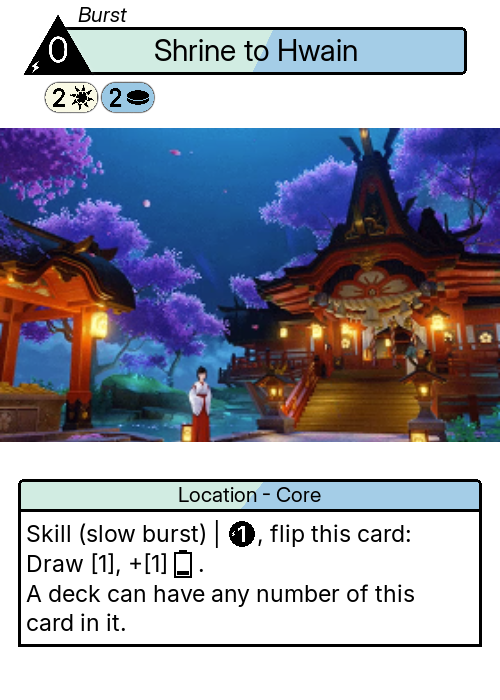 Burst
0
Shrine to Hwain
2 2
Location - Core
Skill (slow burst) | 1, flip this card:
Draw [1], +[1] .
A deck can have any number of this
card in it.